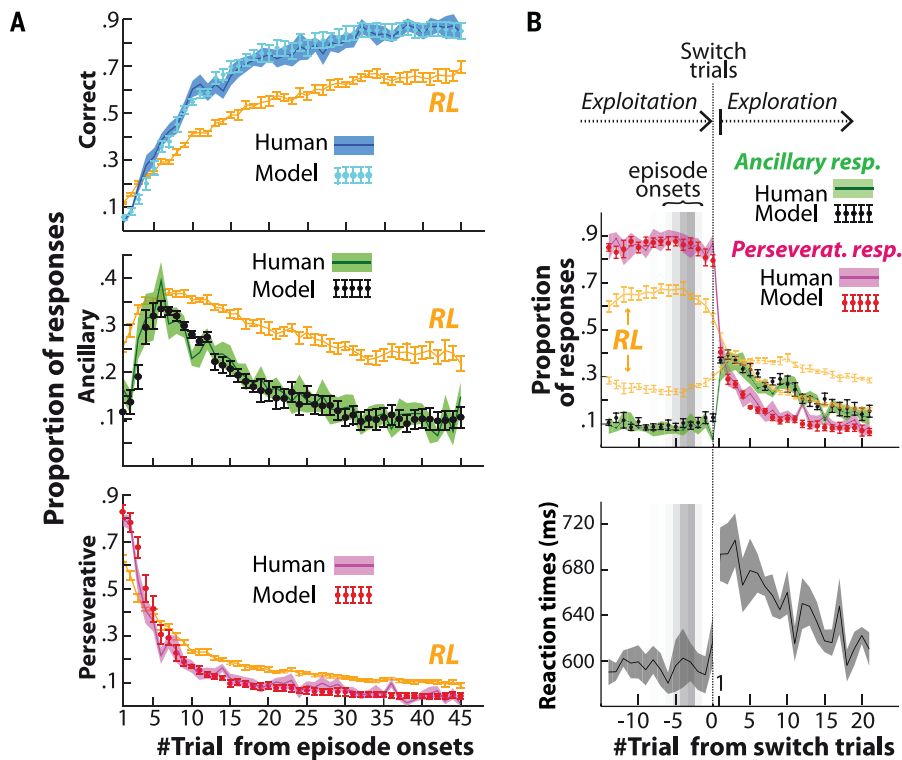 A
Proportion of responses
Correct
.9
.7
.5
.3
.1
RL
Human
Model
Ancillary
.4
.3
.2
.1
Human
Model
RL
Perseverative
.9
.7
.5
.3
.1
Human
Model
RL
1 5 10 15 20 25 30 35 40 45
#Trial from episode onsets
B
Switch
trials
Exploitation
Exploration
episode
onsets
Ancillary resp.
Human
Model
Perseverat. resp.
Human
Model
Proportion
of responses
.9
.7
.5
.3
.1
RL
Reaction times (ms)
720
680
640
600
1
-10 -5 0 5 10 15 20
#Trial from switch trials